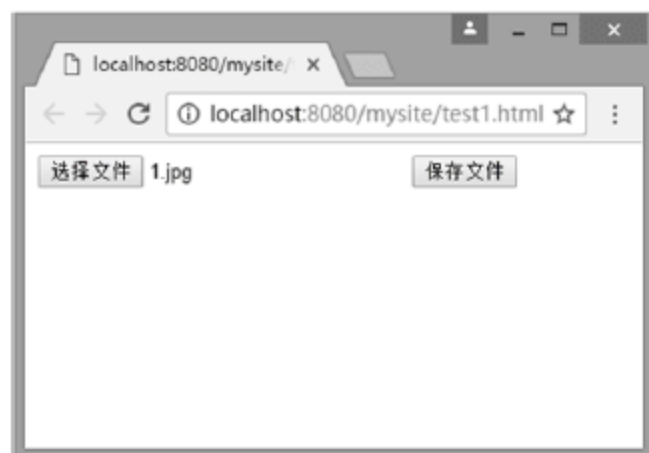 localhost:8080/mysite/
localhost:8080/mysite/test1.html
选择文件 1.jpg 保存文件